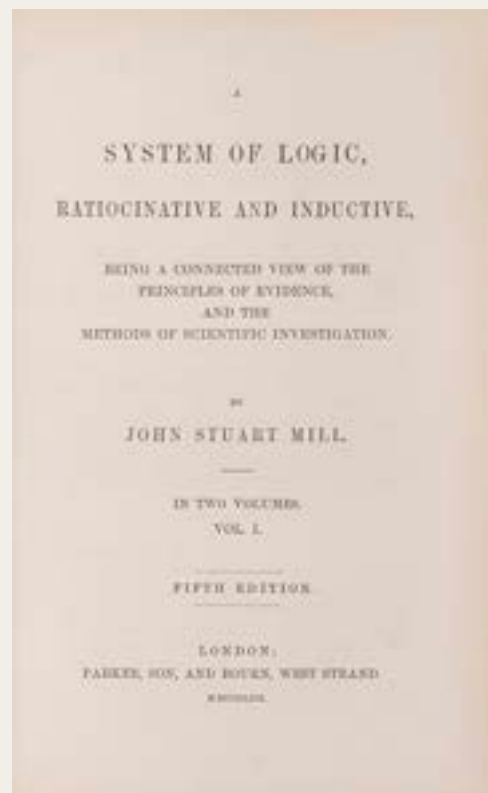 A
SYSTEM OF LOGIC,
RATIOCINATIVE AND INDUCTIVE,
BEING A CONNECTED VIEW OF THE
PRINCIPLES OF EVIDENCE,
AND THE
METHODS OF SCIENTIFIC INVESTIGATION.
BY
JOHN STUART MILL.
IN TWO VOLUMES.
VOL. I.
FIFTH EDITION.
LONDON:
PARKER, SON, AND BOURN, WEST STRAND.